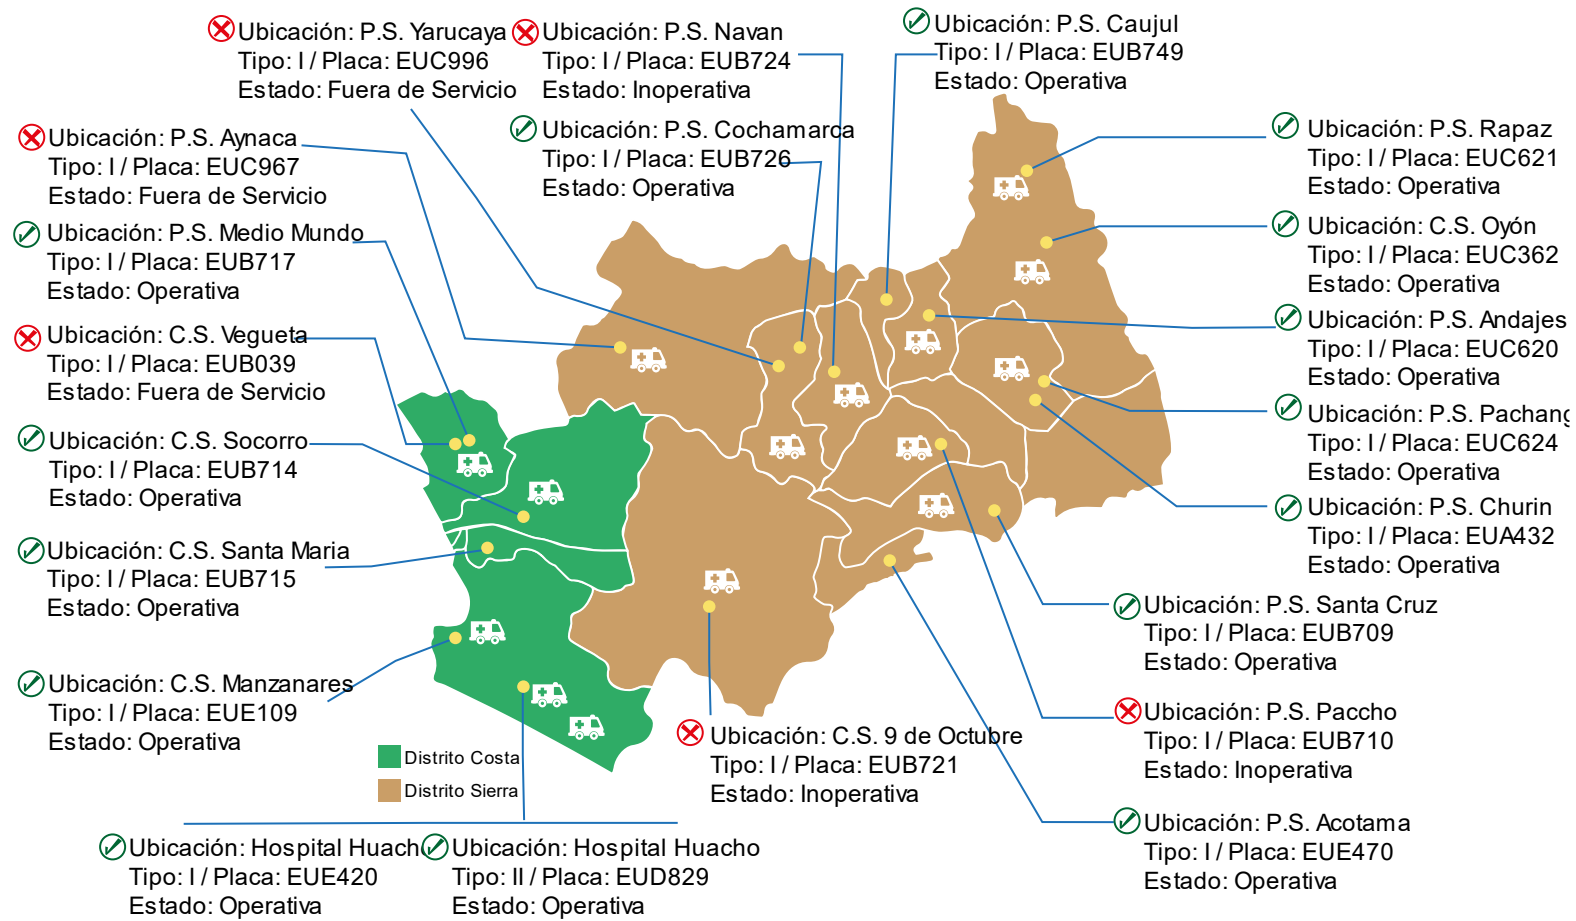 Ubicación: P.S. Yarucaya
Tipo: I / Placa: EUC996
Estado: Fuera de Servicio
Ubicación: P.S. Navan
Tipo: I / Placa: EUB724
Estado: Inoperativa
Ubicación: P.S. Caujul
Tipo: I / Placa: EUB749
Estado: Operativa
Ubicación: P.S. Cochamarca
Tipo: I / Placa: EUB726
Estado: Operativa
Ubicación: P.S. Aynaca
Tipo: I / Placa: EUC967
Estado: Fuera de Servicio
Ubicación: P.S. Medio Mundo
Tipo: I / Placa: EUB717
Estado: Operativa
Ubicación: C.S. Vegueta
Tipo: I / Placa: EUB039
Estado: Fuera de Servicio
Ubicación: C.S. Socorro
Tipo: I / Placa: EUB714
Estado: Operativa
Ubicación: C.S. Santa Maria
Tipo: I / Placa: EUB715
Estado: Operativa
Ubicación: C.S. Manzanares
Tipo: I / Placa: EUE109
Estado: Operativa
Ubicación: P.S. Rapaz
Tipo: I / Placa: EUC621
Estado: Operativa
Ubicación: C.S. Oyón
Tipo: I / Placa: EUC362
Estado: Operativa
Ubicación: P.S. Andajes
Tipo: I / Placa: EUC620
Estado: Operativa
Ubicación: P.S. Pachang
Tipo: I / Placa: EUC624
Estado: Operativa
Ubicación: P.S. Churin
Tipo: I / Placa: EUA432
Estado: Operativa
Ubicación: P.S. Santa Cruz
Tipo: I / Placa: EUB709
Estado: Operativa
Ubicación: P.S. Paccho
Tipo: I / Placa: EUB710
Estado: Inoperativa
Ubicación: P.S. Acotama
Tipo: I / Placa: EUE470
Estado: Operativa
Ubicación: C.S. 9 de Octubre
Tipo: I / Placa: EUB721
Estado: Inoperativa
Distrito Costa
Distrito Sierra
Ubicación: Hospital Huacho
Tipo: I / Placa: EUE420
Estado: Operativa
Ubicación: Hospital Huacho
Tipo: II / Placa: EUD829
Estado: Operativa